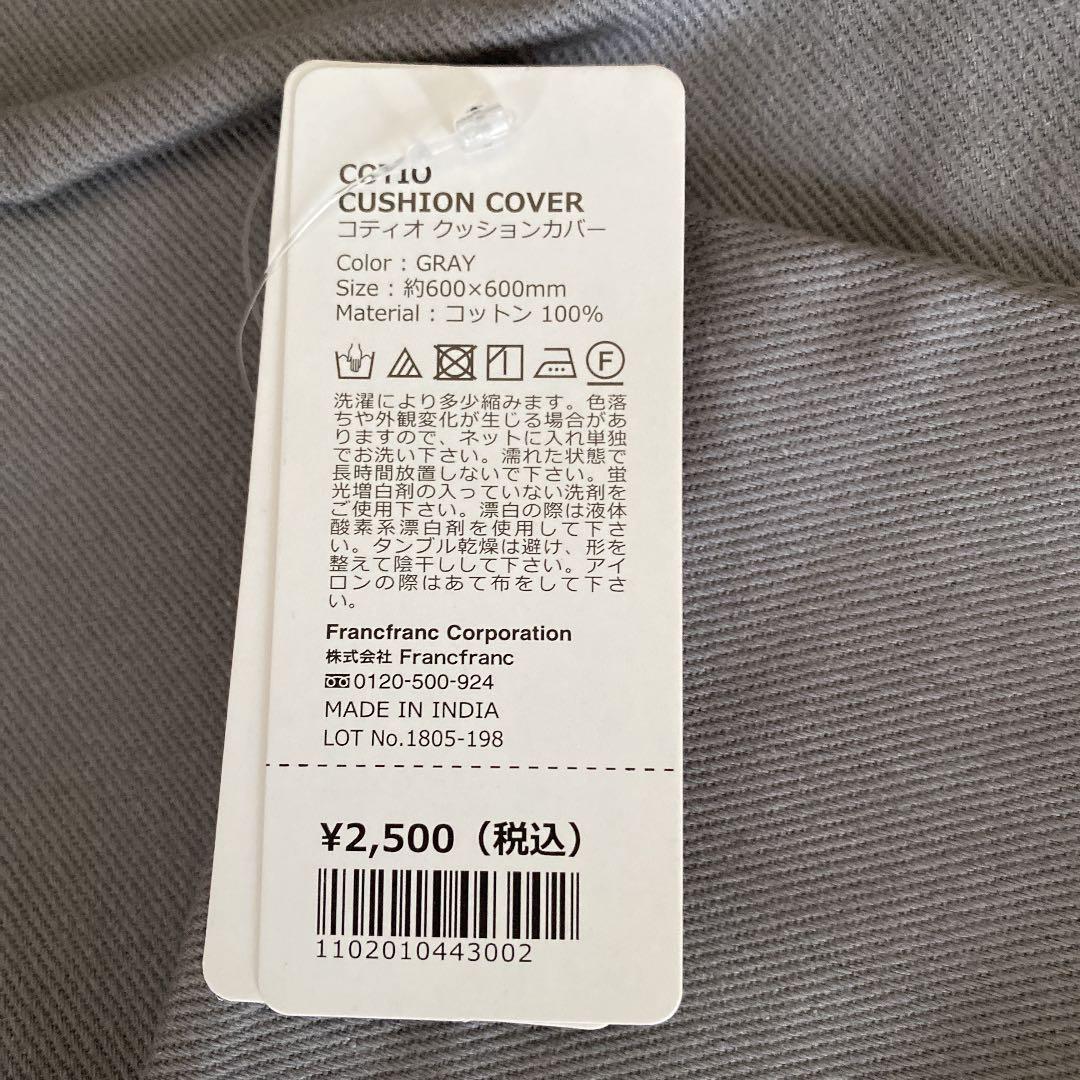 COTIO
CUSHION COVER
コティオ クッションカバー
Color : GRAY
Size : 約600×600mm
Material : コットン 100%
F
洗濯により多少縮みます。色落
ちや外観変化が生じる場合があ
りますので、ネットに入れ単独
でお洗い下さい。濡れた状態で
長時間放置しないで下さい。蛍
光増白剤の入っていない洗剤を
ご使用下さい。漂白の際は液体
酸素系漂白剤を使用して下さ
い。タンブル乾燥は避け、形を
整えて陰干しして下さい。アイ
ロンの際はあて布をして下さ
い。
Francfranc Corporation
株式会社 Francfranc
0120-500-924
MADE IN INDIA
LOT No.1805-198
¥2,500（税込）
1102010443002